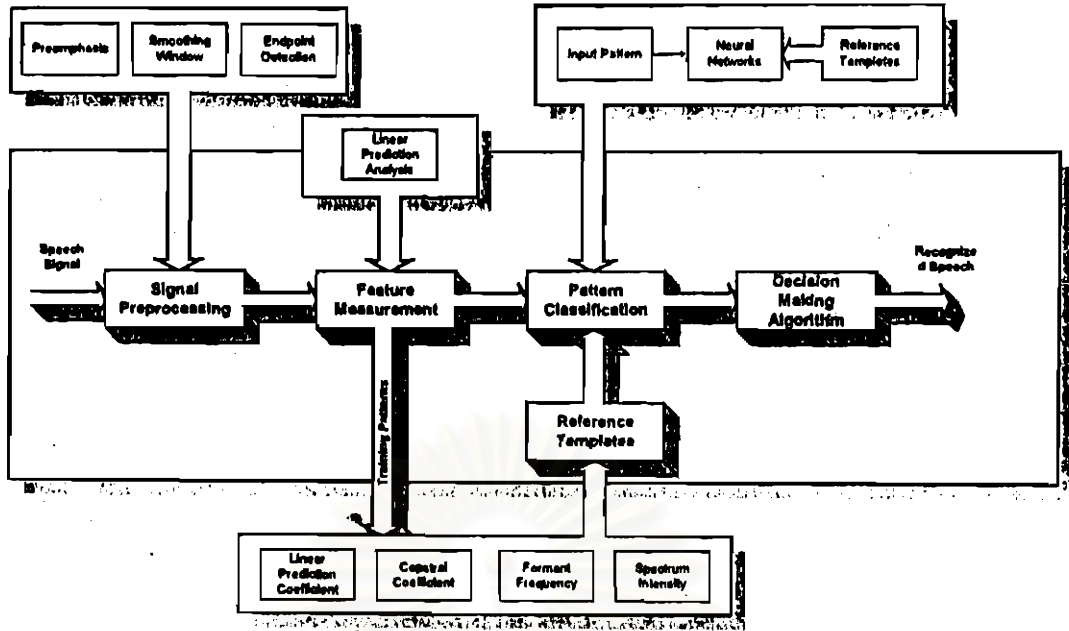 Preemphasis
Smoothing
Window
Endpoint
Detection
Input Pattern
Neural
Networks
Reference
Templates
Linear
Prediction
Analysis
Speech
Signal
Signal
Preprocessing
Feature
Measurement
Pattern
Classification
Decision
Making
Algorithm
Recognize
d Speech
Training Patterns
Reference
Templates
Linear
Prediction
Coefficient
Cepstral
Coefficient
Formant
Frequency
Spectrum
Intensity